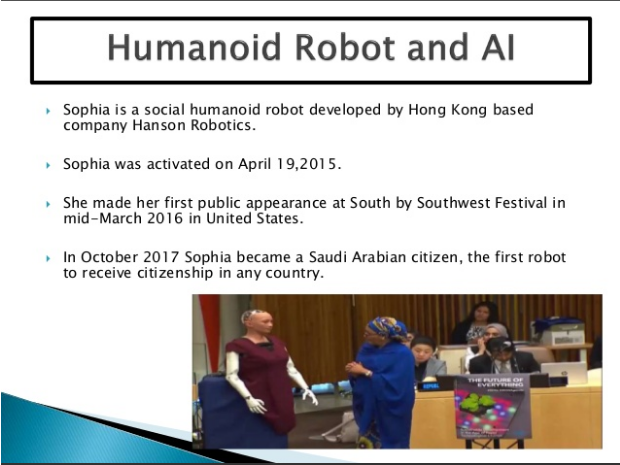 Humanoid Robot and AI
Sophia is a social humanoid robot developed by Hong Kong based
company Hanson Robotics.
Sophia was activated on April 19,2015.
She made her first public appearance at South by Southwest Festival in
mid-March 2016 in United States.
In October 2017 Sophia became a Saudi Arabian citizen, the first robot
to receive citizenship in any country.
THE FUTURE OF
EVERYTHING